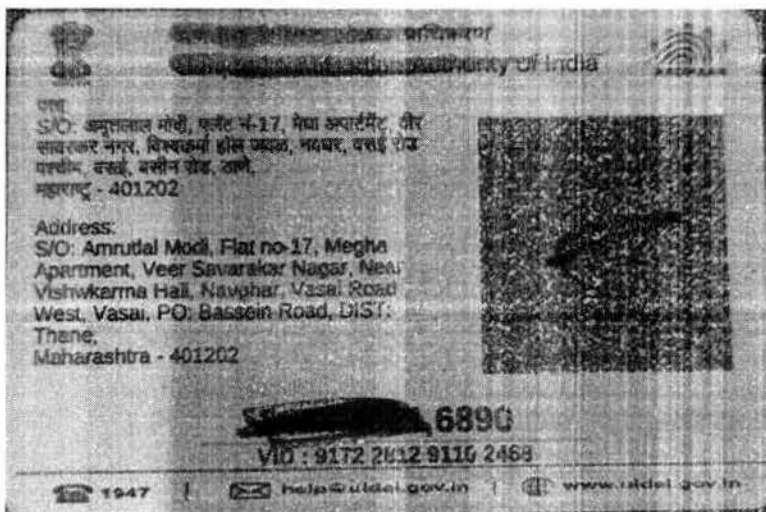 प्राधिकरण
Authority Of India
पत्ता:
S/O: अमृतलाल मोदी, फ्लॅट नं-17, मेघा अपार्टमेंट, वीर
सावरकर नगर, विश्वकर्मा हॉल जवळ, नवघर, वसई रोड
पश्चीम, वसई, बसीन रोड, ठाणे,
महाराष्ट्र - 401202
Address:
S/O: Amrutlal Modi, Flat no-17, Megha
Apartment, Veer Savarakar Nagar, Near
Vishwkarma Hall, Navghar, Vasai Road
West, Vasai, PO: Bassein Road, DIST:
Thane,
Maharashtra - 401202
6890
VID : 9172 2468
1947 | help@uidai.gov.in | www.uidai.gov.in